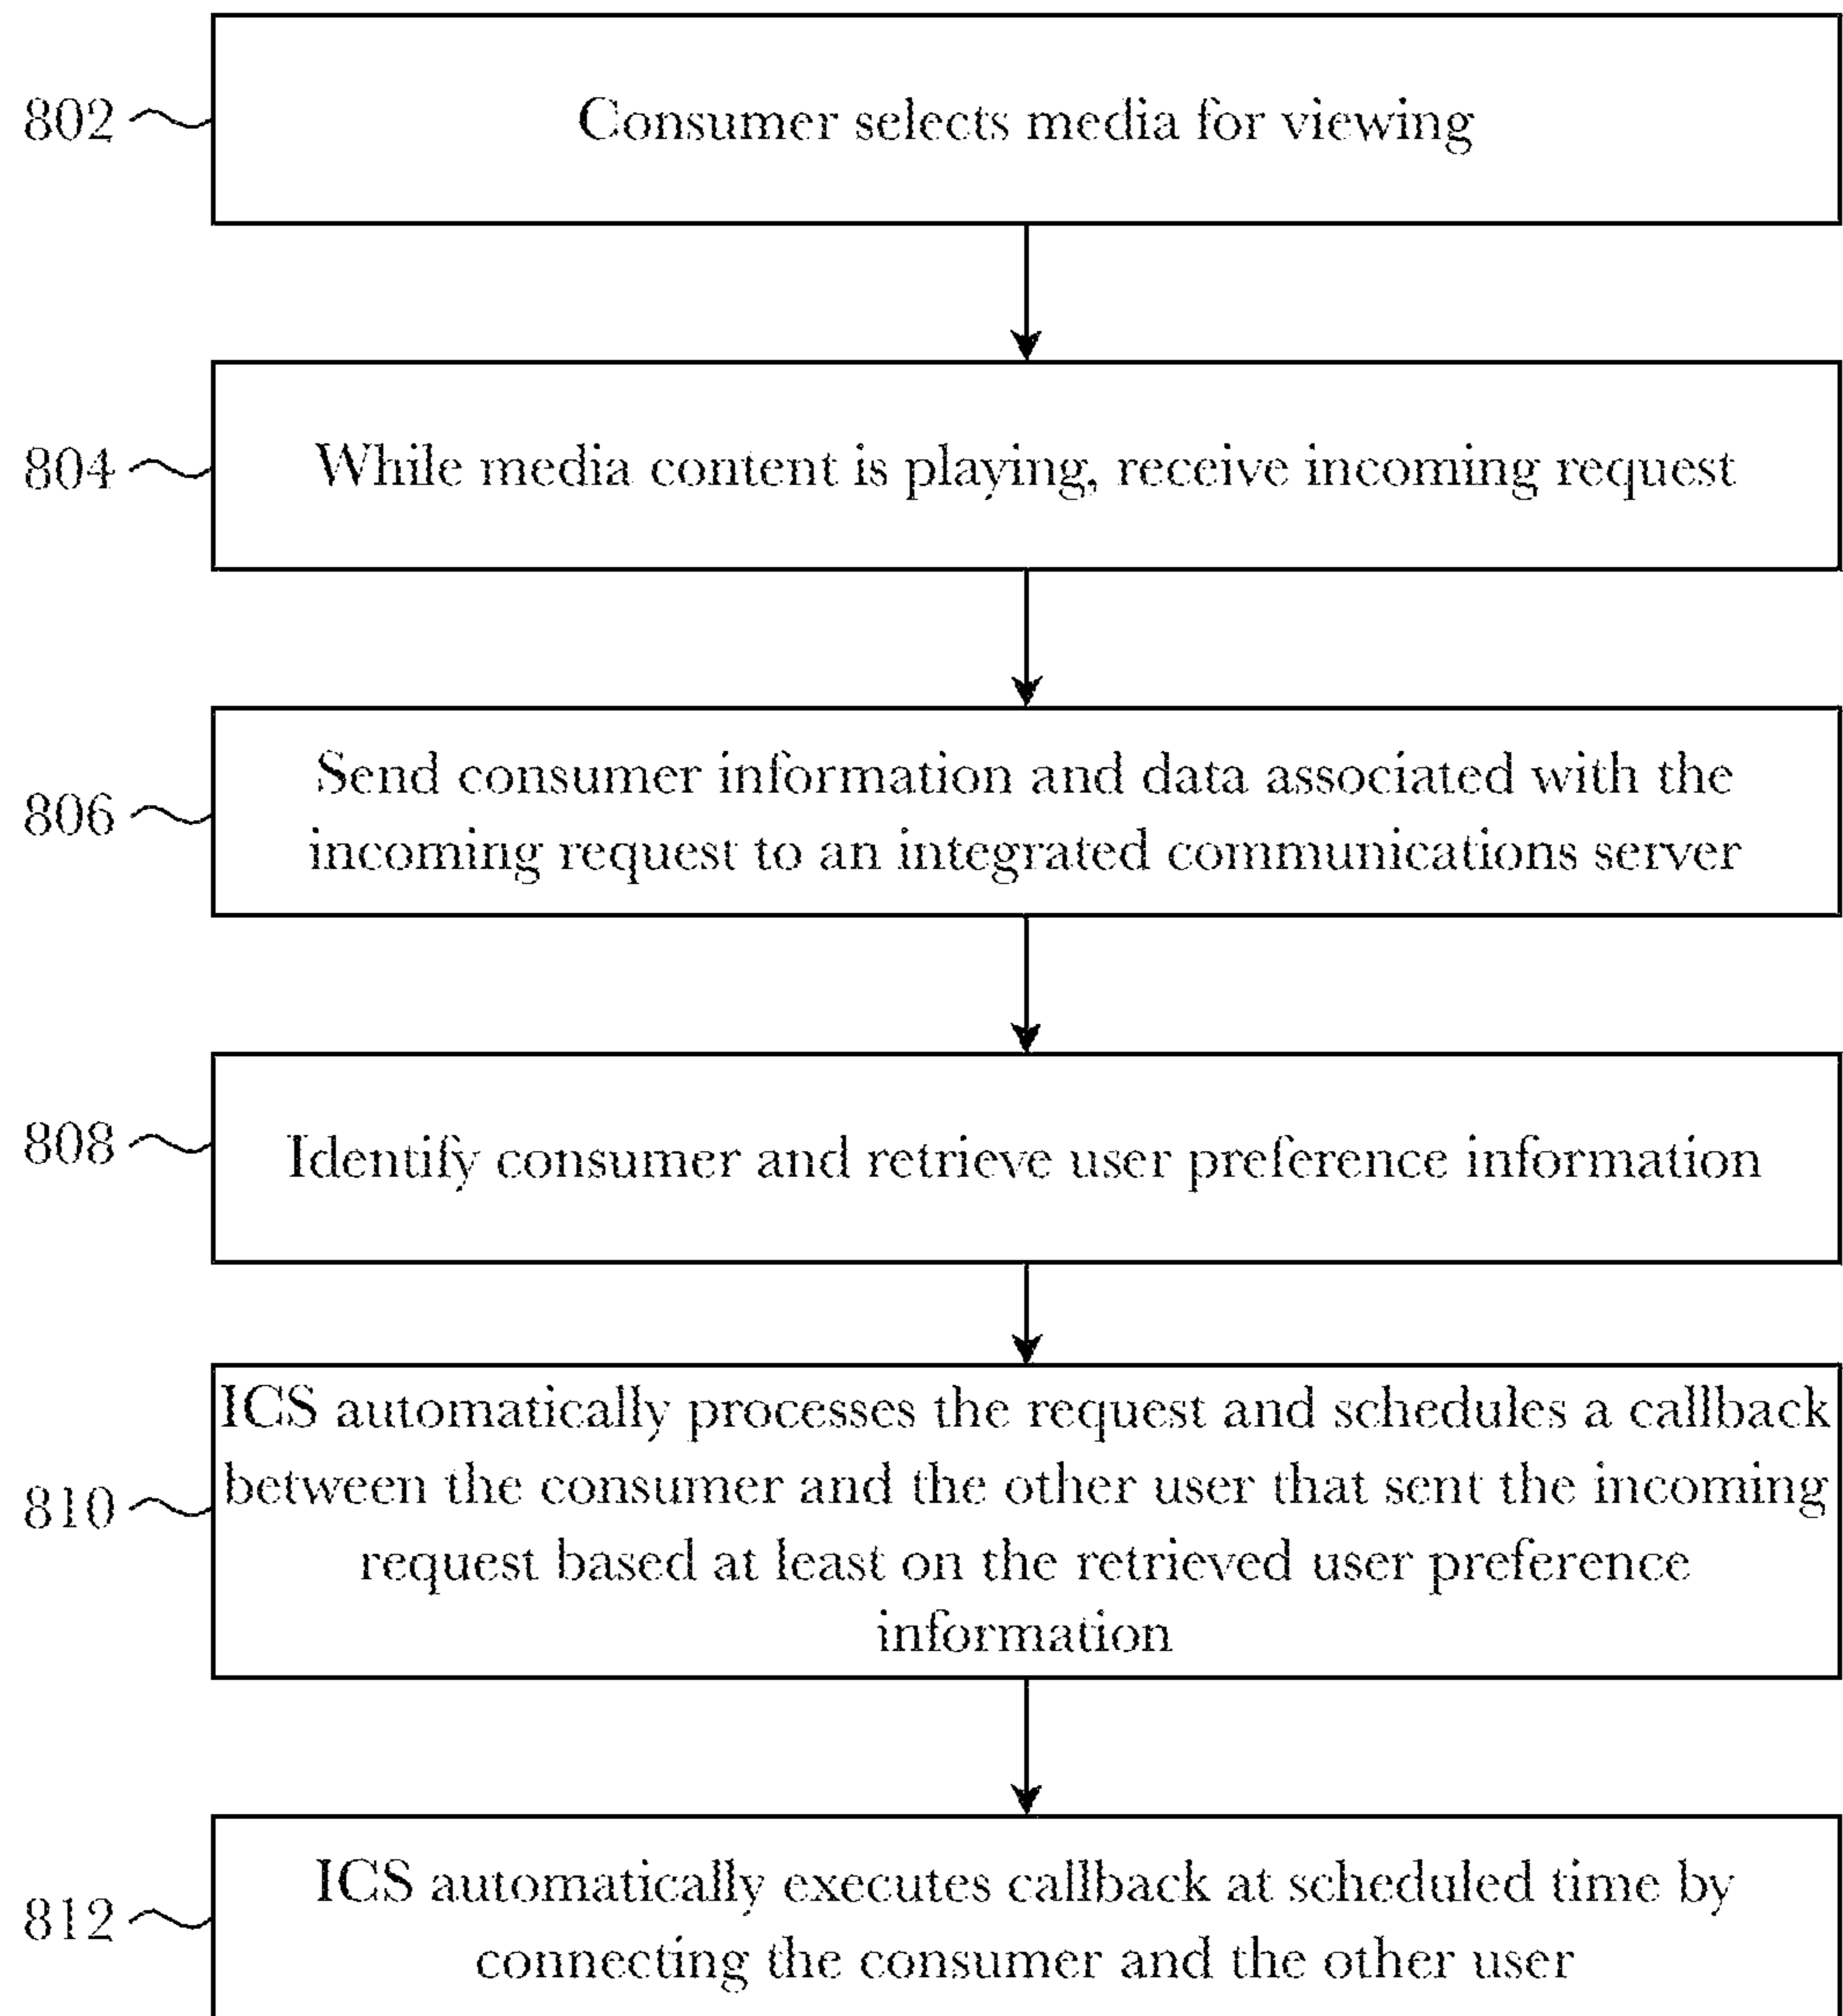 802
Consumer selects media for viewing
804
While media content is playing, receive incoming request
806
Send consumer information and data associated with the
incoming request to an integrated communications server
808
Identify consumer and retrieve user preference information
810
ICS automatically processes the request and schedules a callback
between the consumer and the other user that sent the incoming
request based at least on the retrieved user preference
information
812
ICS automatically executes callback at scheduled time by
connecting the consumer and the other user